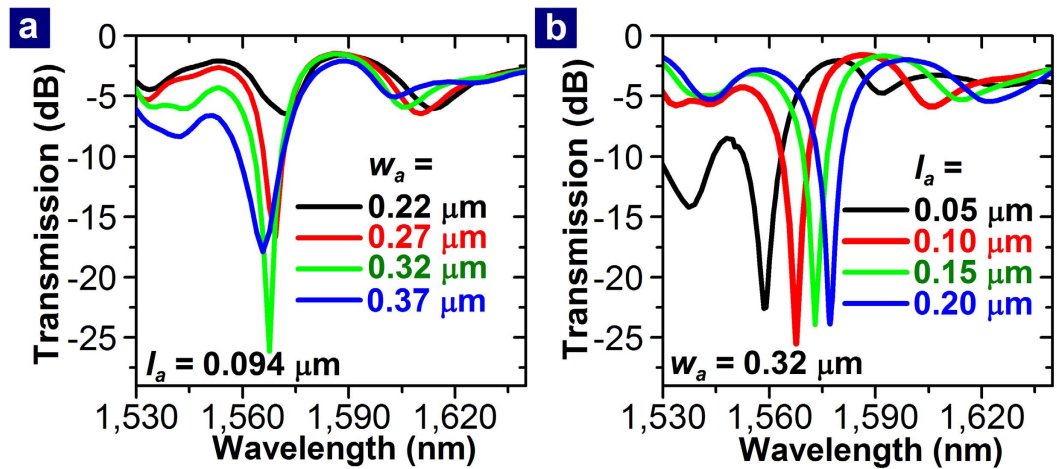 a
0
-5
-10
-15
-20
-25
Transmission (dB)
wₐ =
0.22 μm
0.27 μm
0.32 μm
0.37 μm
lₐ = 0.094 μm
1,530 1,560 1,590 1,620
Wavelength (nm)
b
0
-5
-10
-15
-20
-25
Transmission (dB)
lₐ =
0.05 μm
0.10 μm
0.15 μm
0.20 μm
wₐ = 0.32 μm
1,530 1,560 1,590 1,620
Wavelength (nm)